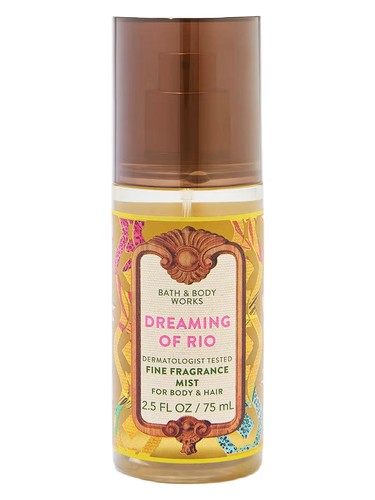 BATH & BODY
WORKS
DREAMING
OF RIO
DERMATOLOGIST TESTED
FINE FRAGRANCE
MIST
FOR BODY & HAIR
2.5 FL OZ / 75 mL